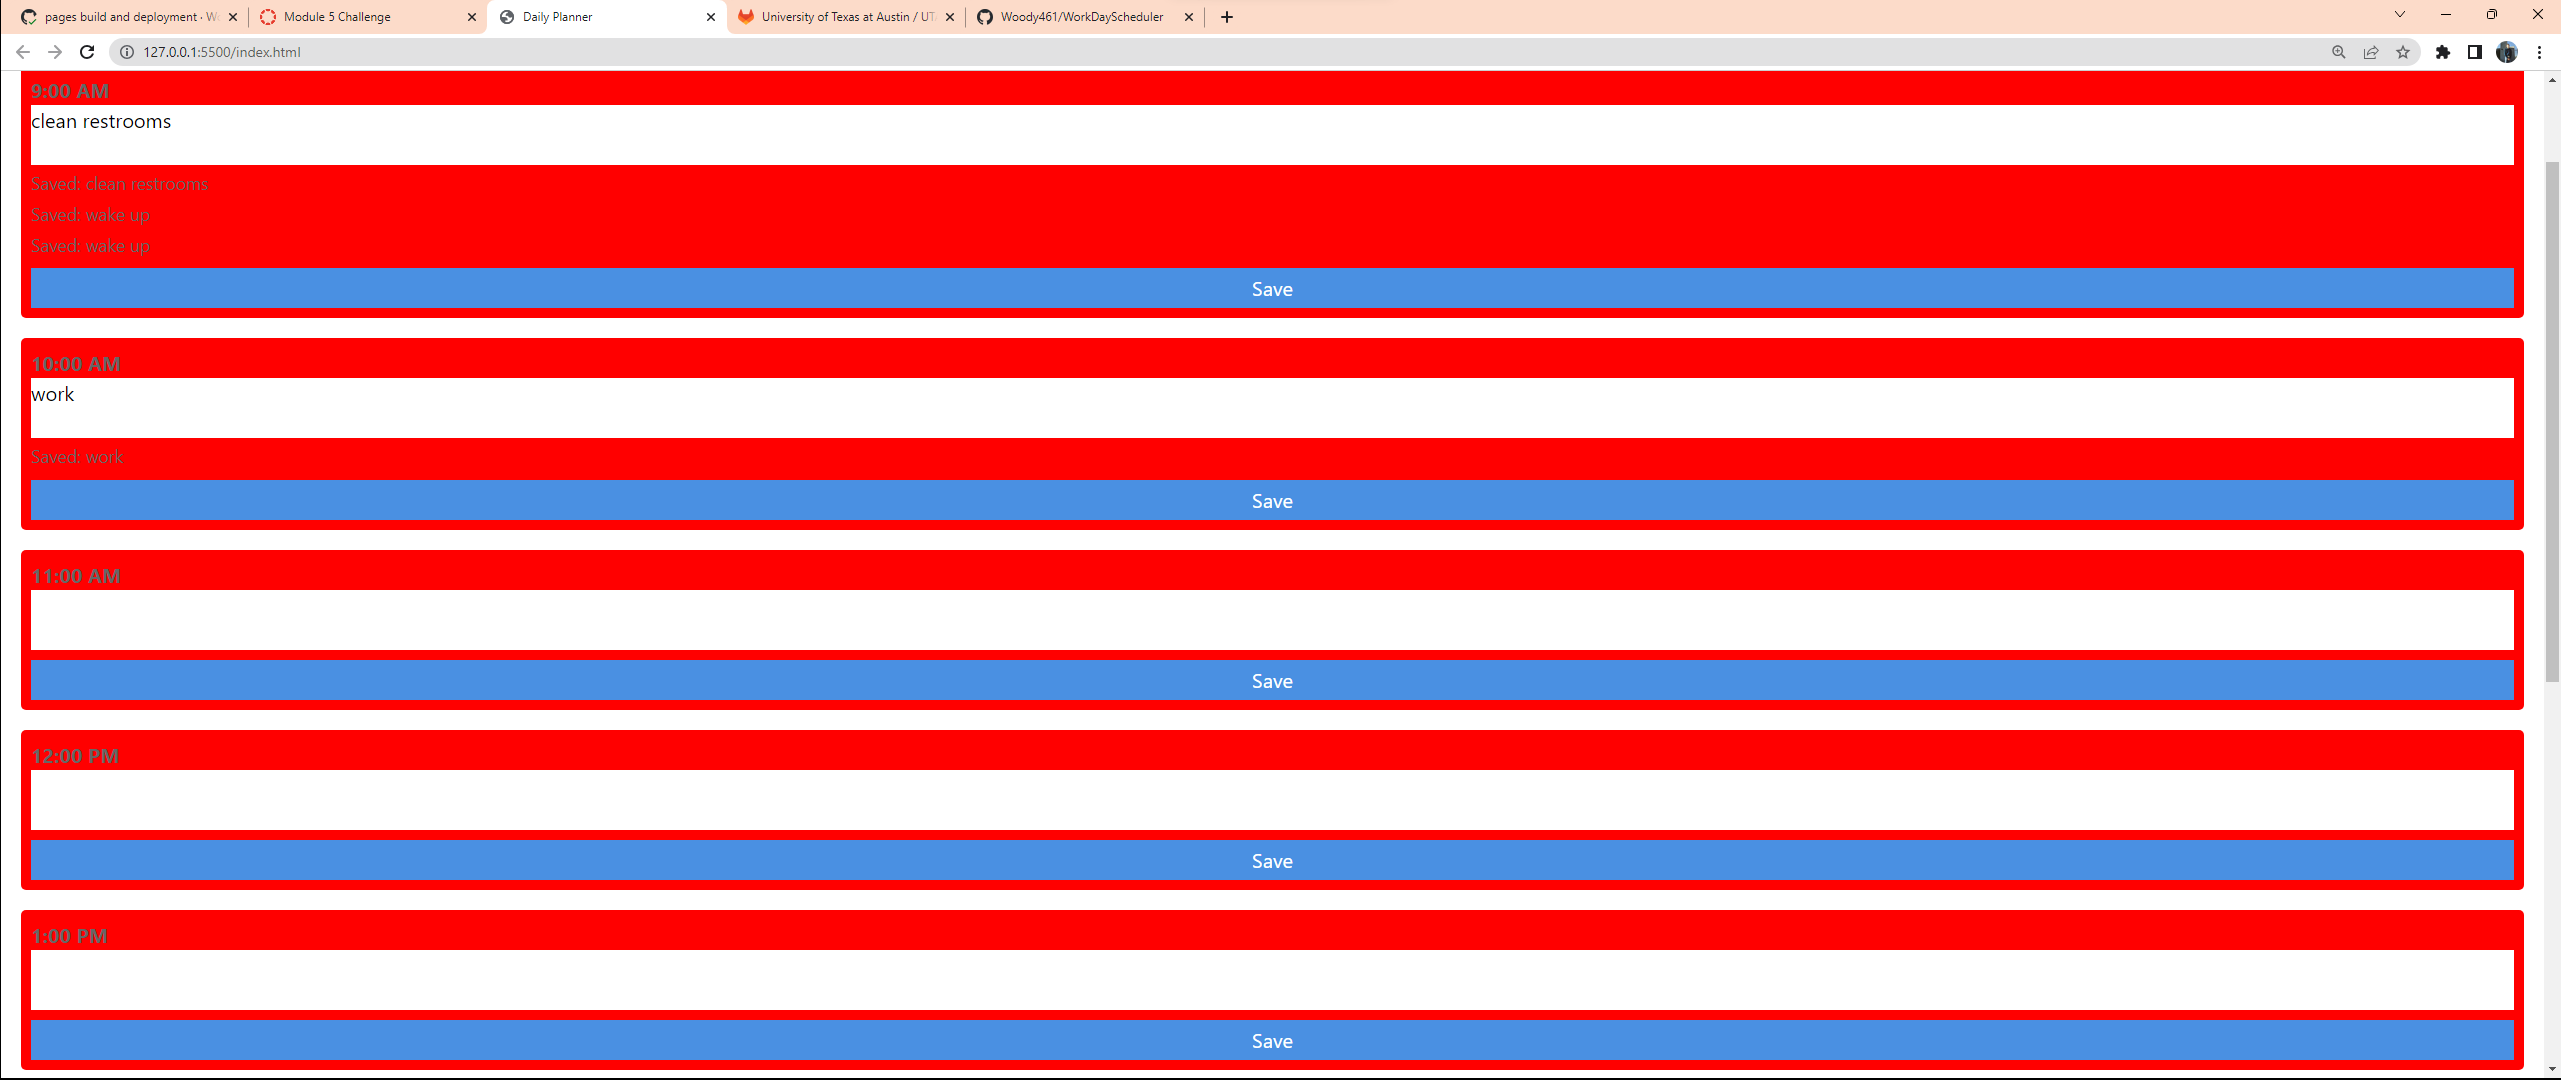 pages build and deployment · W
Module 5 Challenge
Daily Planner
University of Texas at Austin / UT
Woody461/WorkDayScheduler
127.0.0.1:5500/index.html
9:00 AM
clean restrooms
Saved: clean restrooms
Saved: wake up
Saved: wake up
Save
10:00 AM
work
Saved: work
Save
11:00 AM
Save
12:00 PM
Save
1:00 PM
Save